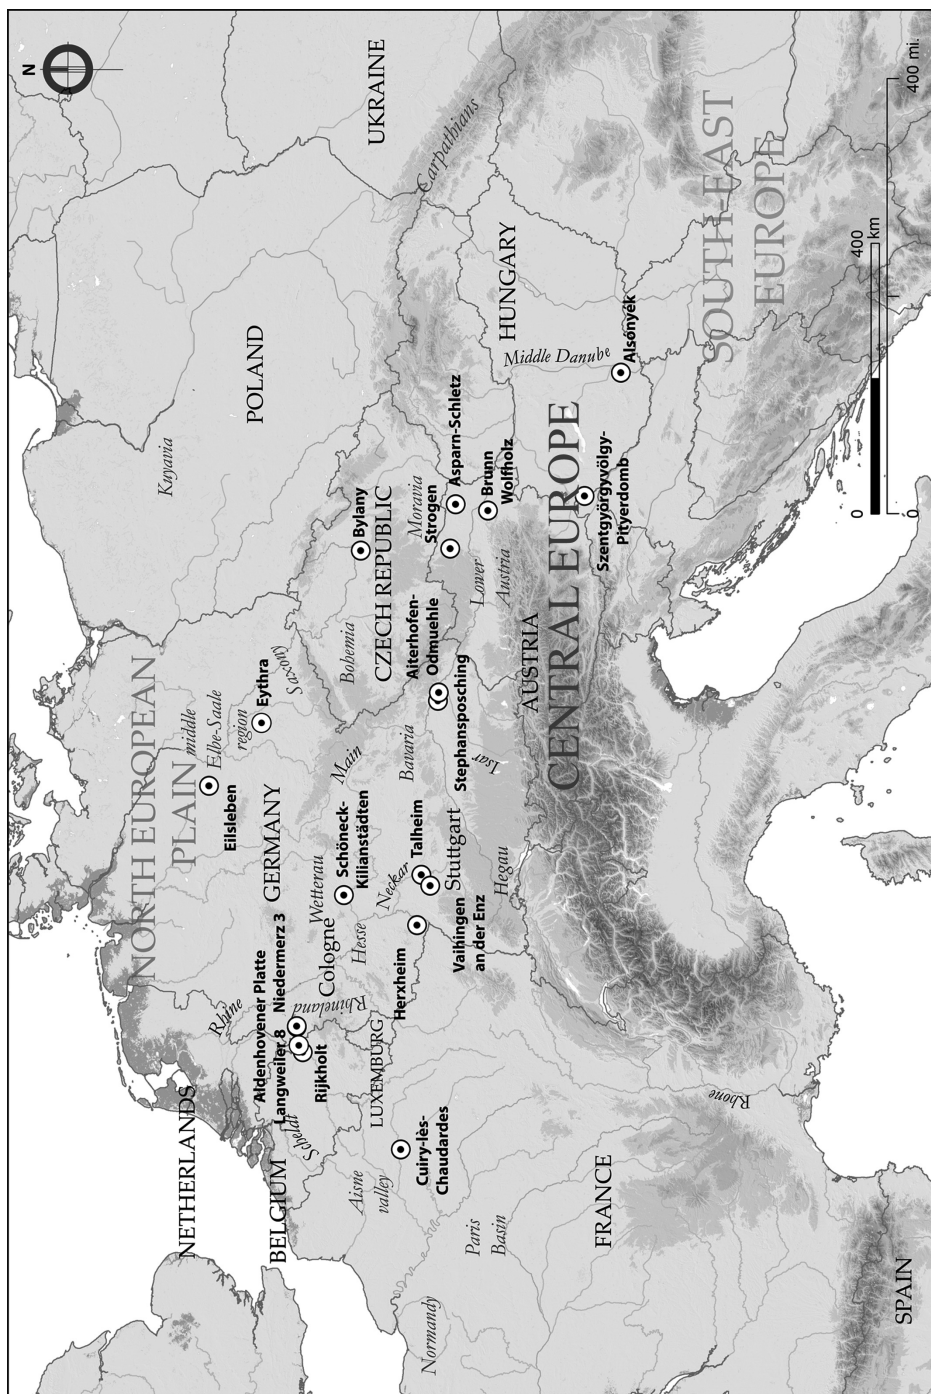 N
UKRAINE
Carpathians
POLAND
Kuyavia
NORTH EUROPEAN
PLAIN
middle
Elbe-Saale
region
Saxony
Eythra
Eilsleben
GERMANY
Main
Bohemia
Bylany
CZECH REPUBLIC
Moravia
Strogen
Asparn-Schletz
Brunn
Wolfholz
HUNGARY
Middle Danube
Alsónyék
SOUTH-EAST
EUROPE
Szentgyörgyvölgy-
Pityerdomb
CENTRAL EUROPE
AUSTRIA
Lower
Austria
Aiterhofen-
Odmuehle
Stephansposching
Isar
Bavaria
Schöneck-
Kilianstädten
Wetterau
Talheim
Neckar
Stuttgart
Hegau
Vaihingen
an der Enz
Herxheim
Hesse
Cologne
Rhineland
Niedermerz 3
Aldenhovener Platte
Langweiler 8
Rijkholt
Rhine
NETHERLANDS
BELGIUM
Scheldt
LUXEMBURG
Aisne
valley
Cuiry-lès-
Chaudardes
Paris
Basin
Normandy
FRANCE
Rhone
SPAIN
0
400
km
0
400 mi.